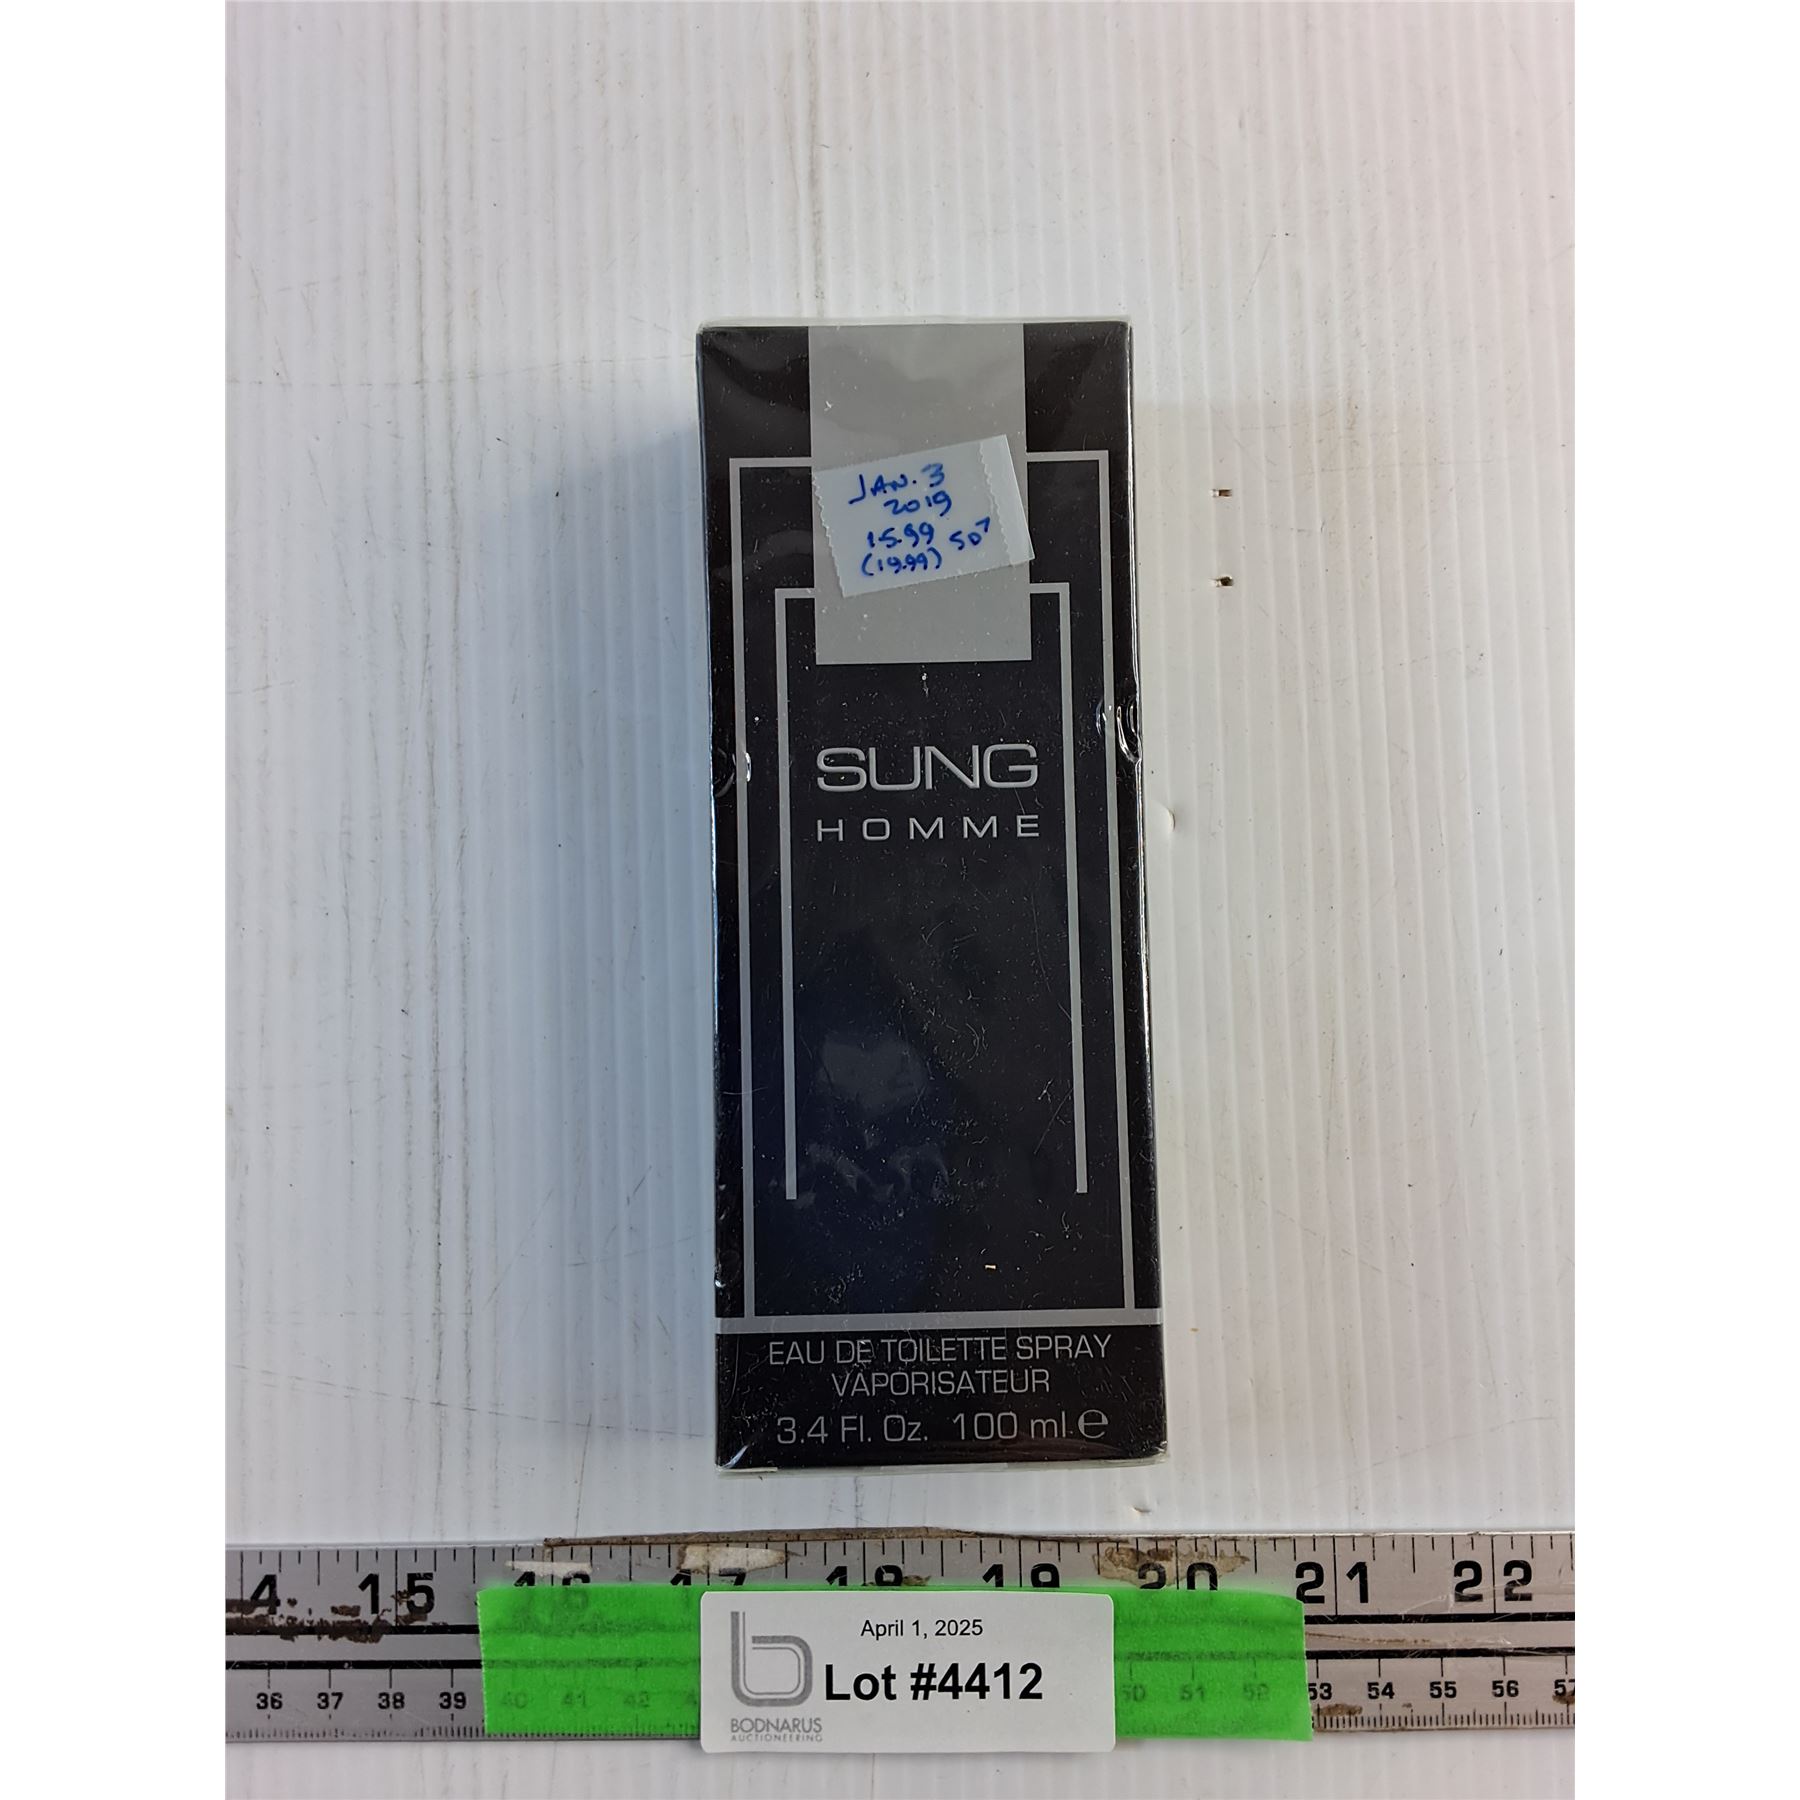 JAN. 3
2019
15.99
(19.99)
SUNG
HOMME
EAU DE TOILETTE SPRAY
VAPORISATEUR
3.4 Fl. Oz. 100 ml e
4 15 16 17 18 19 20 21 22
April 1, 2025
Lot #4412
BODNARUS
AUCTIONEERING
36 37 38 39 40 41 42 50 51 52 53 54 55 56 57